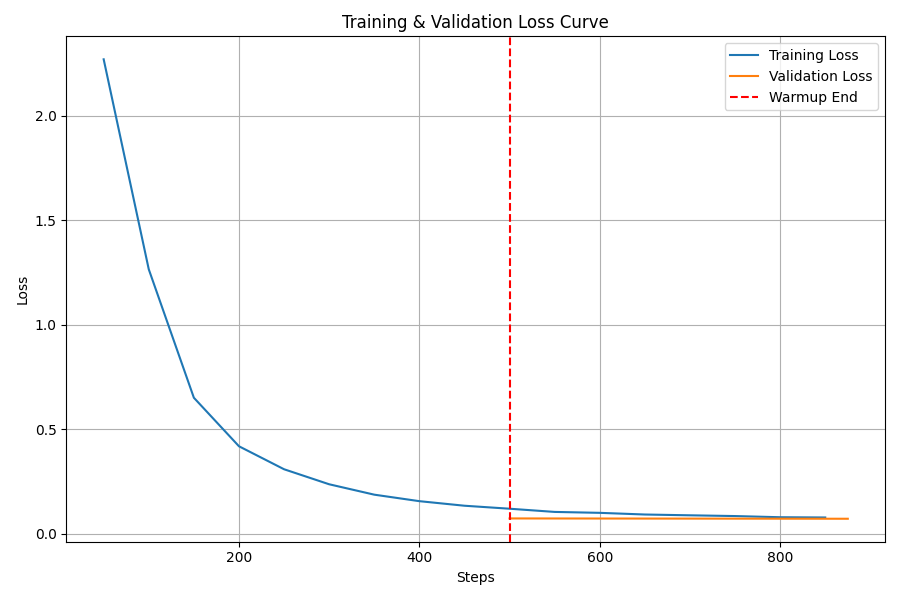 Training & Validation Loss Curve
Training Loss
Validation Loss
Warmup End
Loss
2.0
1.5
1.0
0.5
0.0
200 400 600 800
Steps